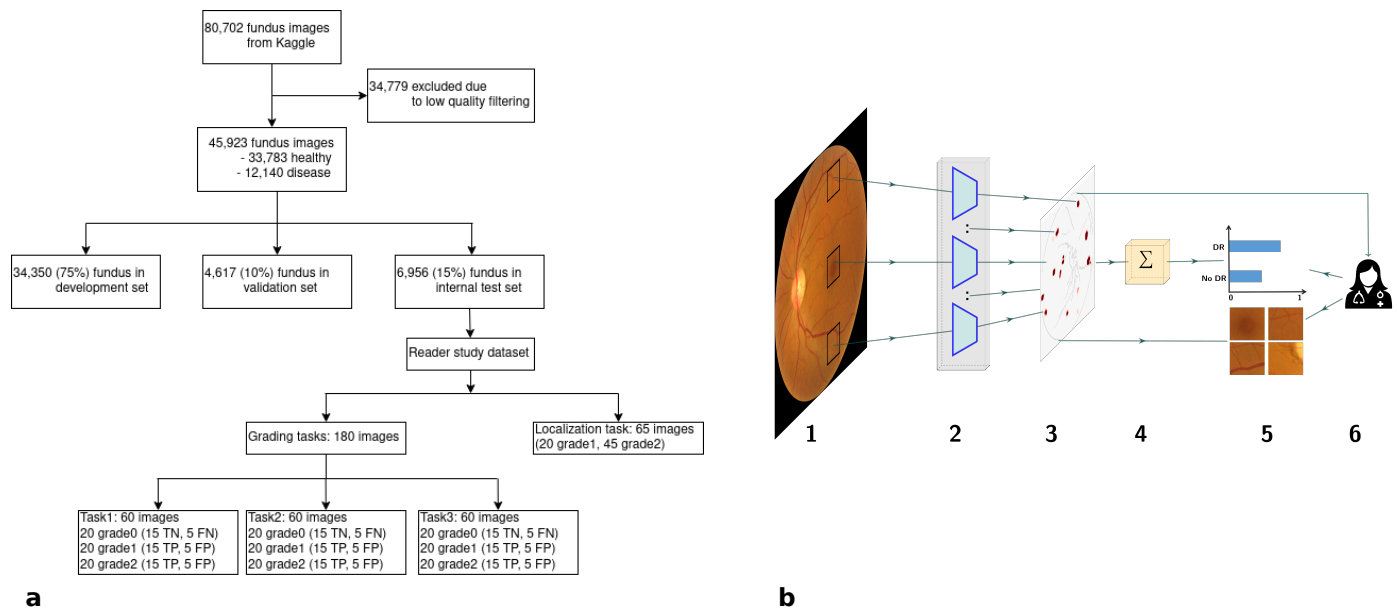 80,702 fundus images
from Kaggle
34,779 excluded due
to low quality filtering
45,923 fundus images
- 33,783 healthy
- 12,140 disease
34,350 (75%) fundus in
development set
4,617 (10%) fundus in
validation set
6,956 (15%) fundus in
internal test set
Reader study dataset
Grading tasks: 180 images
Localization task: 65 images
(20 grade1, 45 grade2)
Task1: 60 images
20 grade0 (15 TN, 5 FN)
20 grade1 (15 TP, 5 FP)
20 grade2 (15 TP, 5 FP)
Task2: 60 images
20 grade0 (15 TN, 5 FN)
20 grade1 (15 TP, 5 FP)
20 grade2 (15 TP, 5 FP)
Task3: 60 images
20 grade0 (15 TN, 5 FN)
20 grade1 (15 TP, 5 FP)
20 grade2 (15 TP, 5 FP)
a
:
:
Σ
DR
No DR
0 1
1 2 3 4 5 6
b